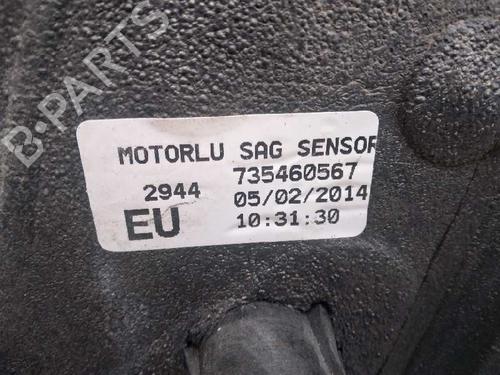 B-PARTS
MOTORLU SAG SENSOR
735460567
2944
05/02/2014
EU
10:31:30